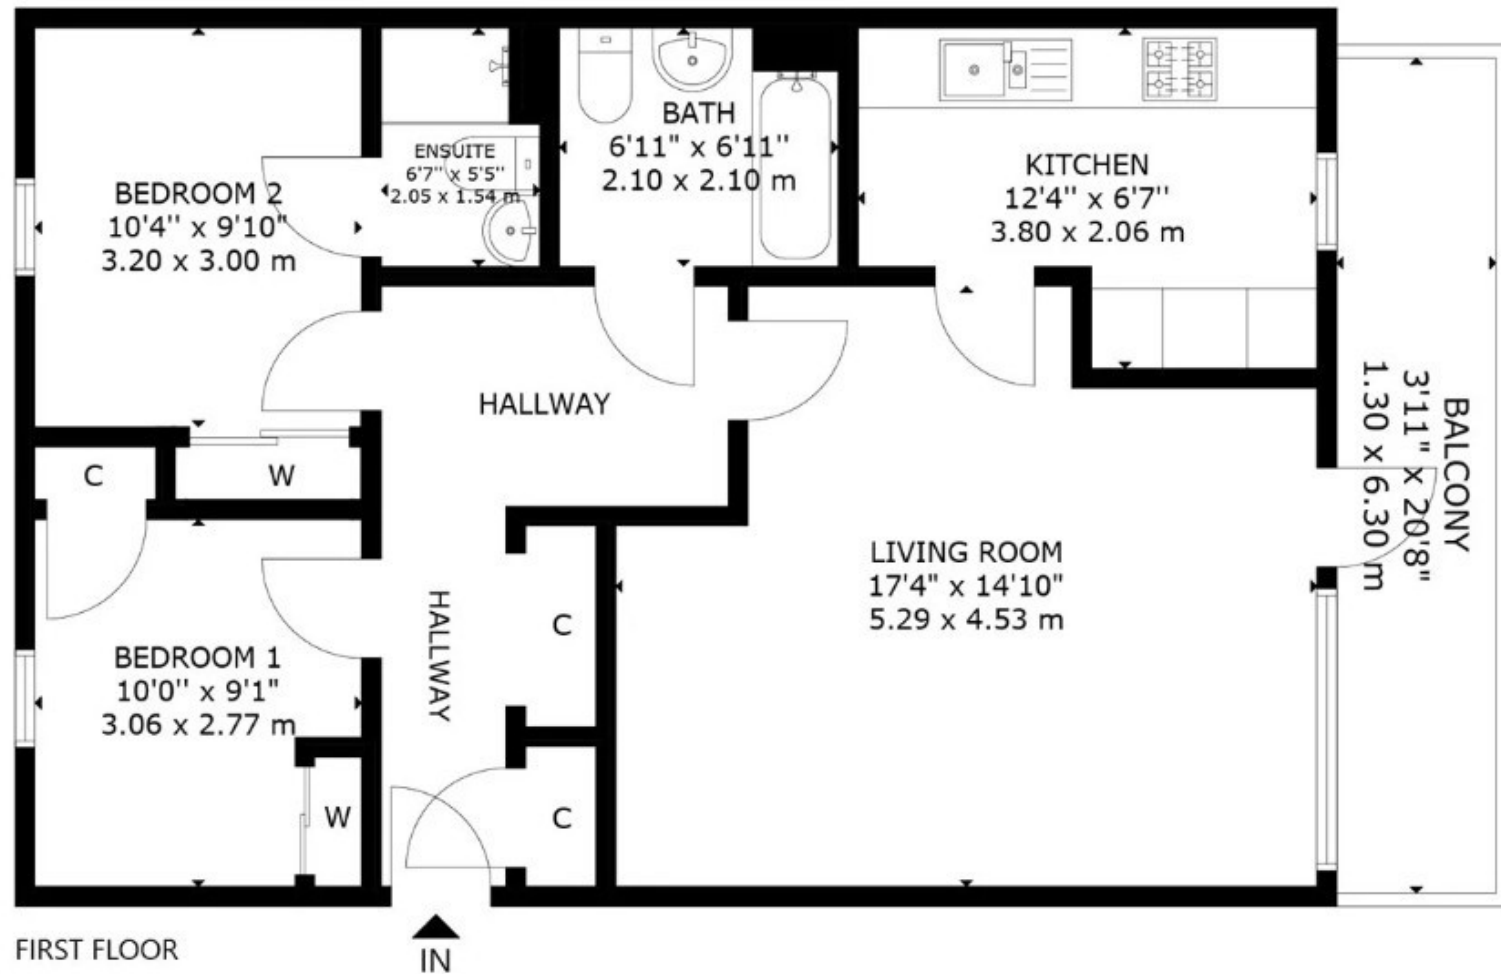 BEDROOM 2
10'4'' x 9'10"
3.20 x 3.00 m
ENSUITE
6'7'' x 5'5''
2.05 x 1.54 m
BATH
6'11" x 6'11''
2.10 x 2.10 m
KITCHEN
12'4'' x 6'7''
3.80 x 2.06 m
HALLWAY
C
W
BALCONY
3'11" x 20'8"
1.30 x 6.30 m
LIVING ROOM
17'4" x 14'10"
5.29 x 4.53 m
HALLWAY
C
BEDROOM 1
10'0'' x 9'1"
3.06 x 2.77 m
W
C
FIRST FLOOR
IN